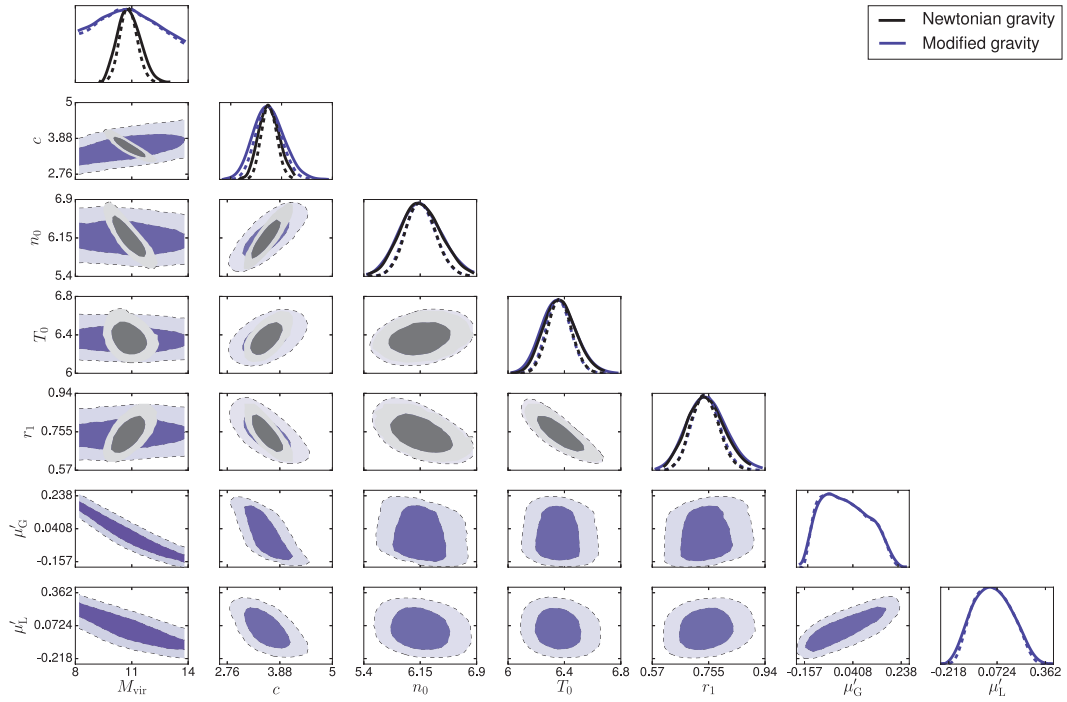 Newtonian gravity
Modified gravity
5
3.88
2.76
c
6.9
6.15
5.4
n₀
6.8
6.4
6
T₀
0.94
0.755
0.57
r₁
0.238
0.0408
-0.157
μ′G
0.362
0.0724
-0.218
μ′L
8 11 14 2.76 3.88 5 5.4 6.15 6.9 6 6.4 6.8 0.57 0.755 0.94 -0.157 0.0408 0.238 -0.218 0.0724 0.362
Mvir c n₀ T₀ r₁ μ′G μ′L